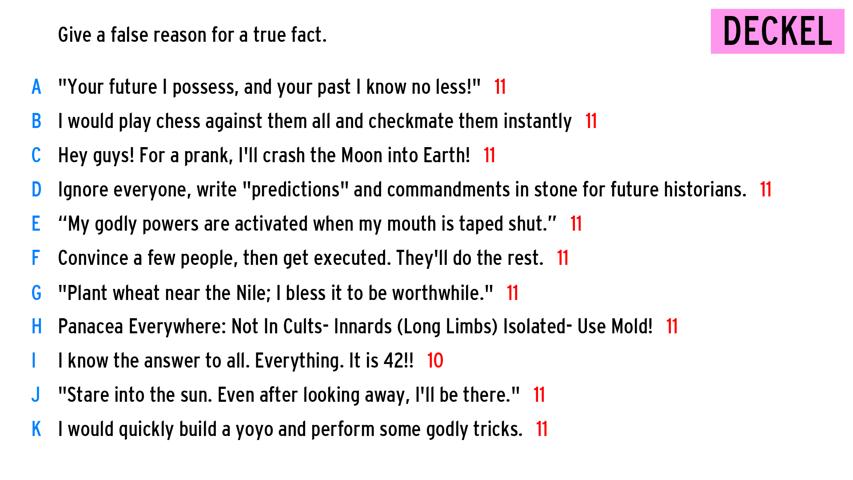 Give a false reason for a true fact.
DECKEL
A "Your future I possess, and your past I know no less!" 11
B I would play chess against them all and checkmate them instantly 11
C Hey guys! For a prank, I'll crash the Moon into Earth! 11
D Ignore everyone, write "predictions" and commandments in stone for future historians. 11
E “My godly powers are activated when my mouth is taped shut.” 11
F Convince a few people, then get executed. They'll do the rest. 11
G "Plant wheat near the Nile; I bless it to be worthwhile." 11
H Panacea Everywhere: Not In Cults- Innards (Long Limbs) Isolated- Use Mold! 11
I I know the answer to all. Everything. It is 42!! 10
J "Stare into the sun. Even after looking away, I'll be there." 11
K I would quickly build a yoyo and perform some godly tricks. 11